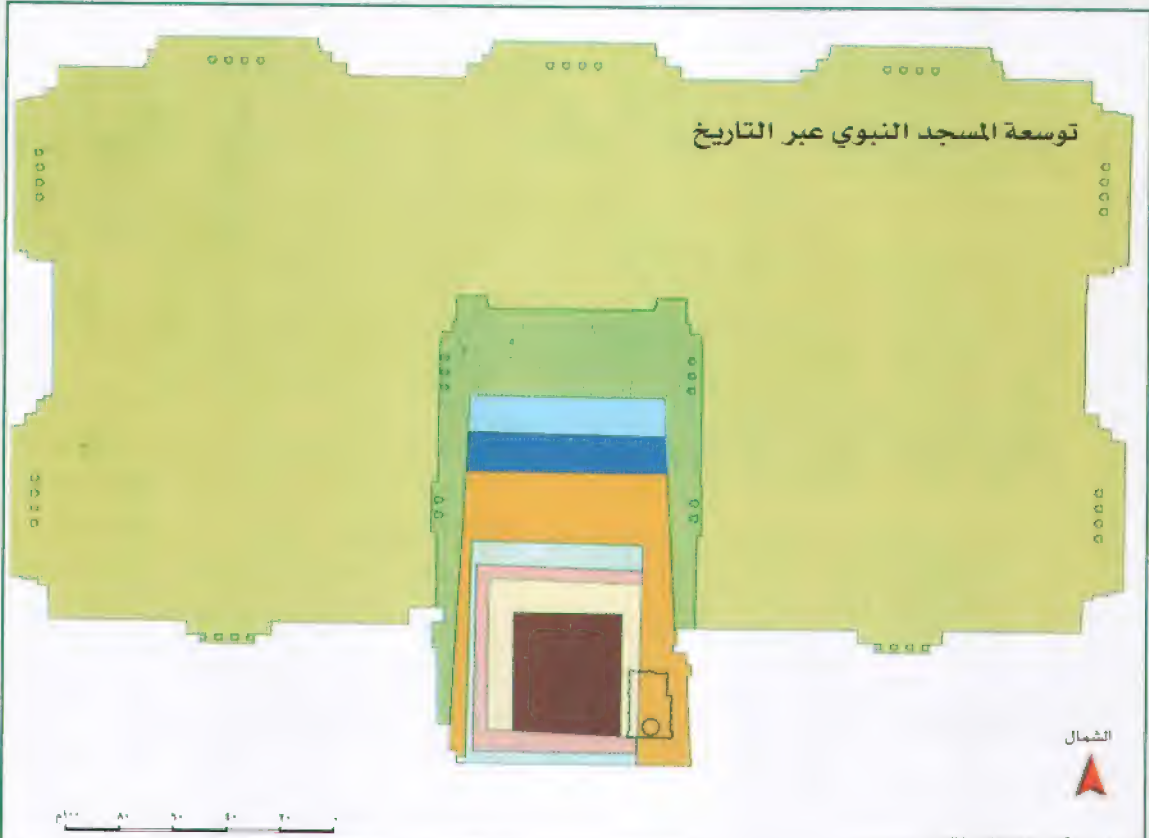 توسعة المسجد النبوي عبر التاريخ
الشمال
٠ ٢٠ ٤٠ ٦٠ ٨٠ ١٠٠م